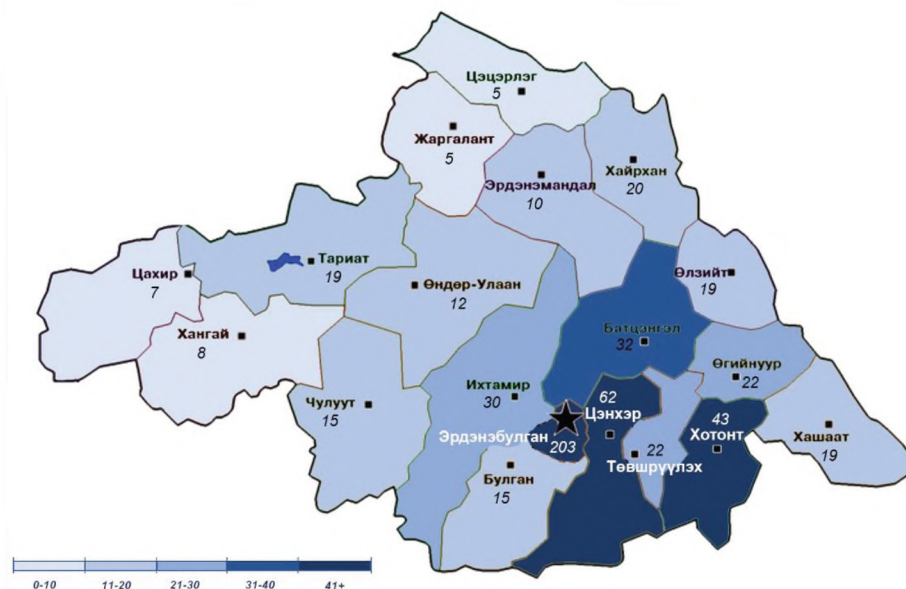 Цэцэрлэг
5
Жаргалант
5
Эрдэнэмандал
10
Хайрхан
20
Тариат
19
Цахир
7
Өндөр-Улаан
12
Өлзийт
19
Хангай
8
Батцэнгэл
32
Өгийнуур
22
Чулуут
15
Ихтамир
30
62
Цэнхэр
43
Хотонт
Хашаат
19
Эрдэнэбулган
203
22
Төвшрүүлэх
Булган
15
0-10 11-20 21-30 31-40 41+